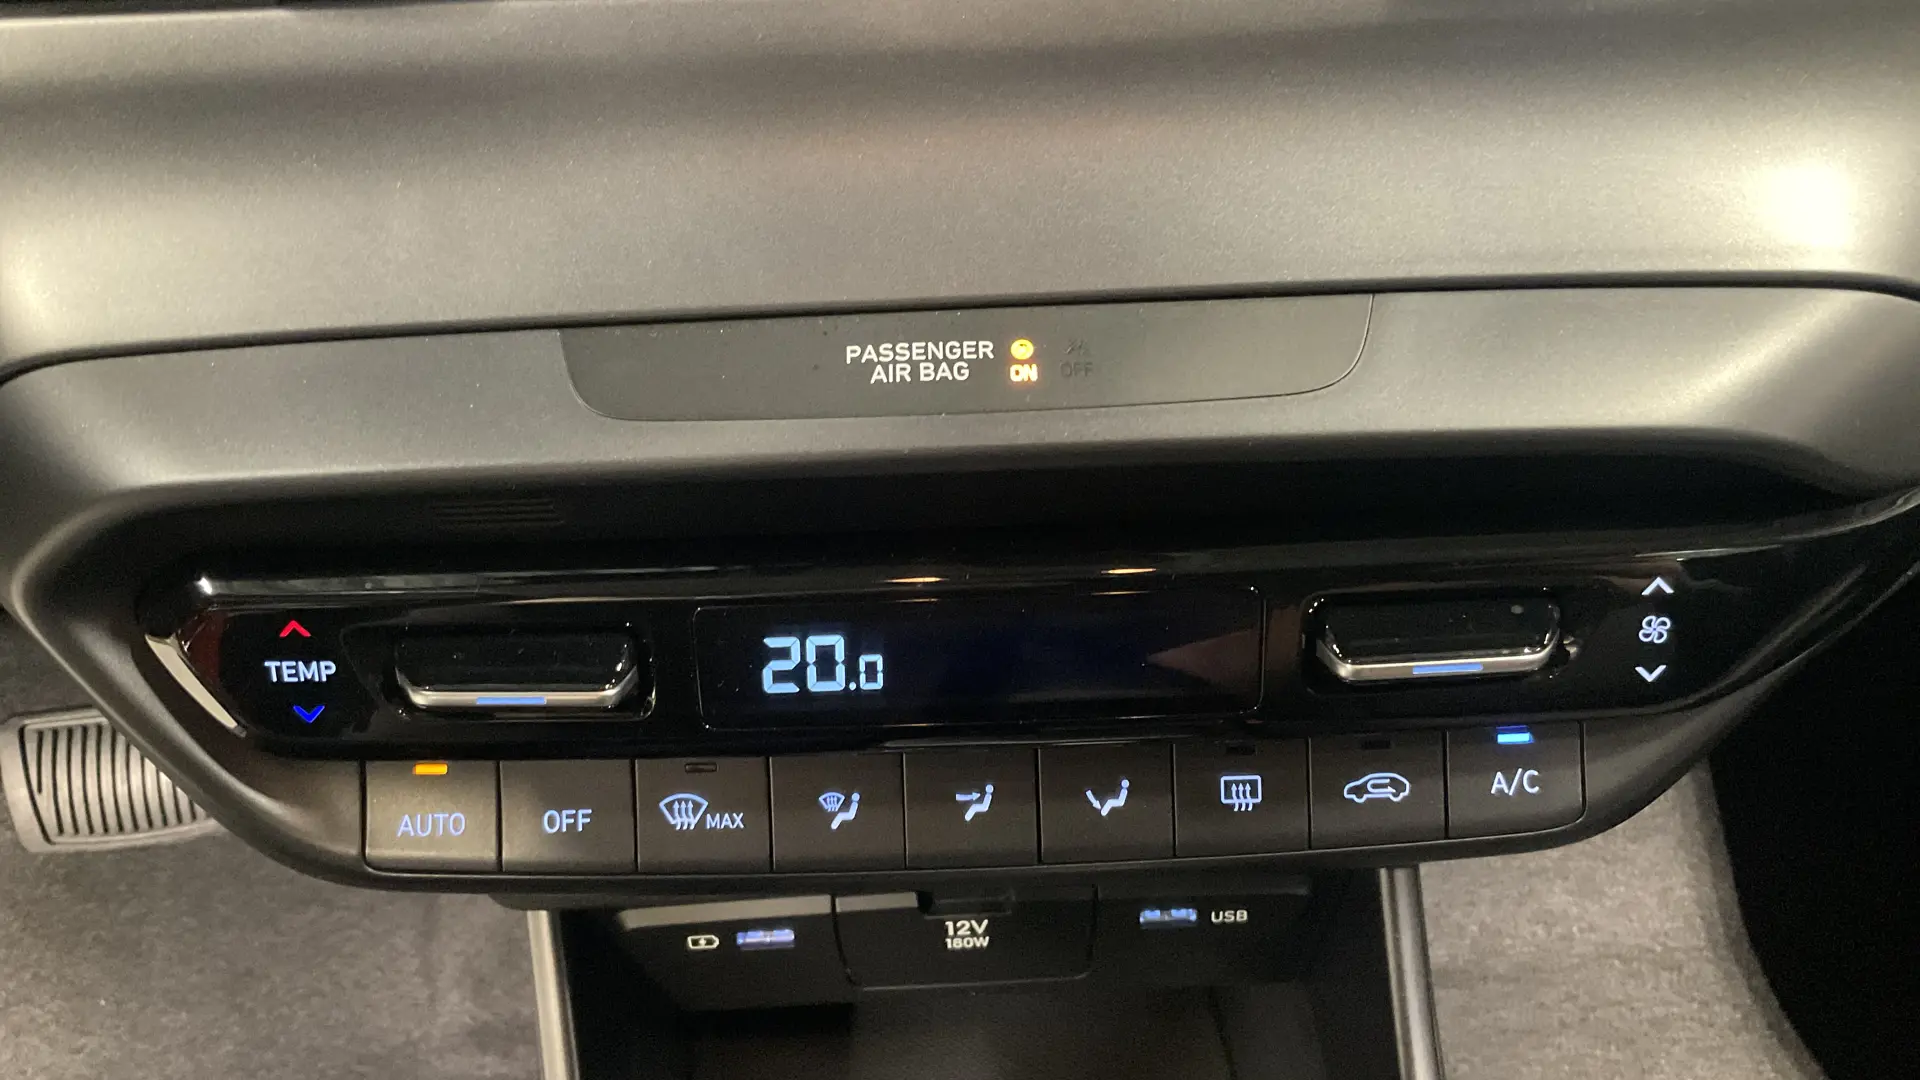 PASSENGER
AIR BAG
ON
OFF
TEMP
20.0
AUTO
OFF
MAX
A/C
12V
180W
USB